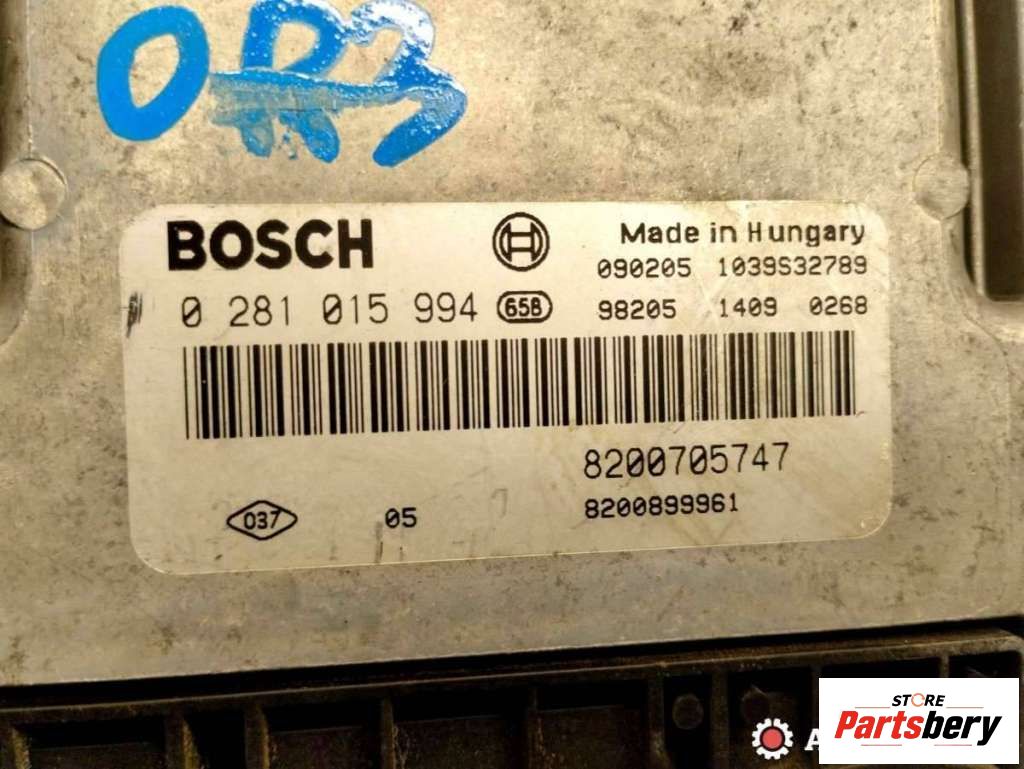 OR3
BOSCH
Made in Hungary
090205 1039S32789
0 281 015 994 65B 98205 1409 0268
8200705747
037 05 8200899961
STORE
A
Partsbery